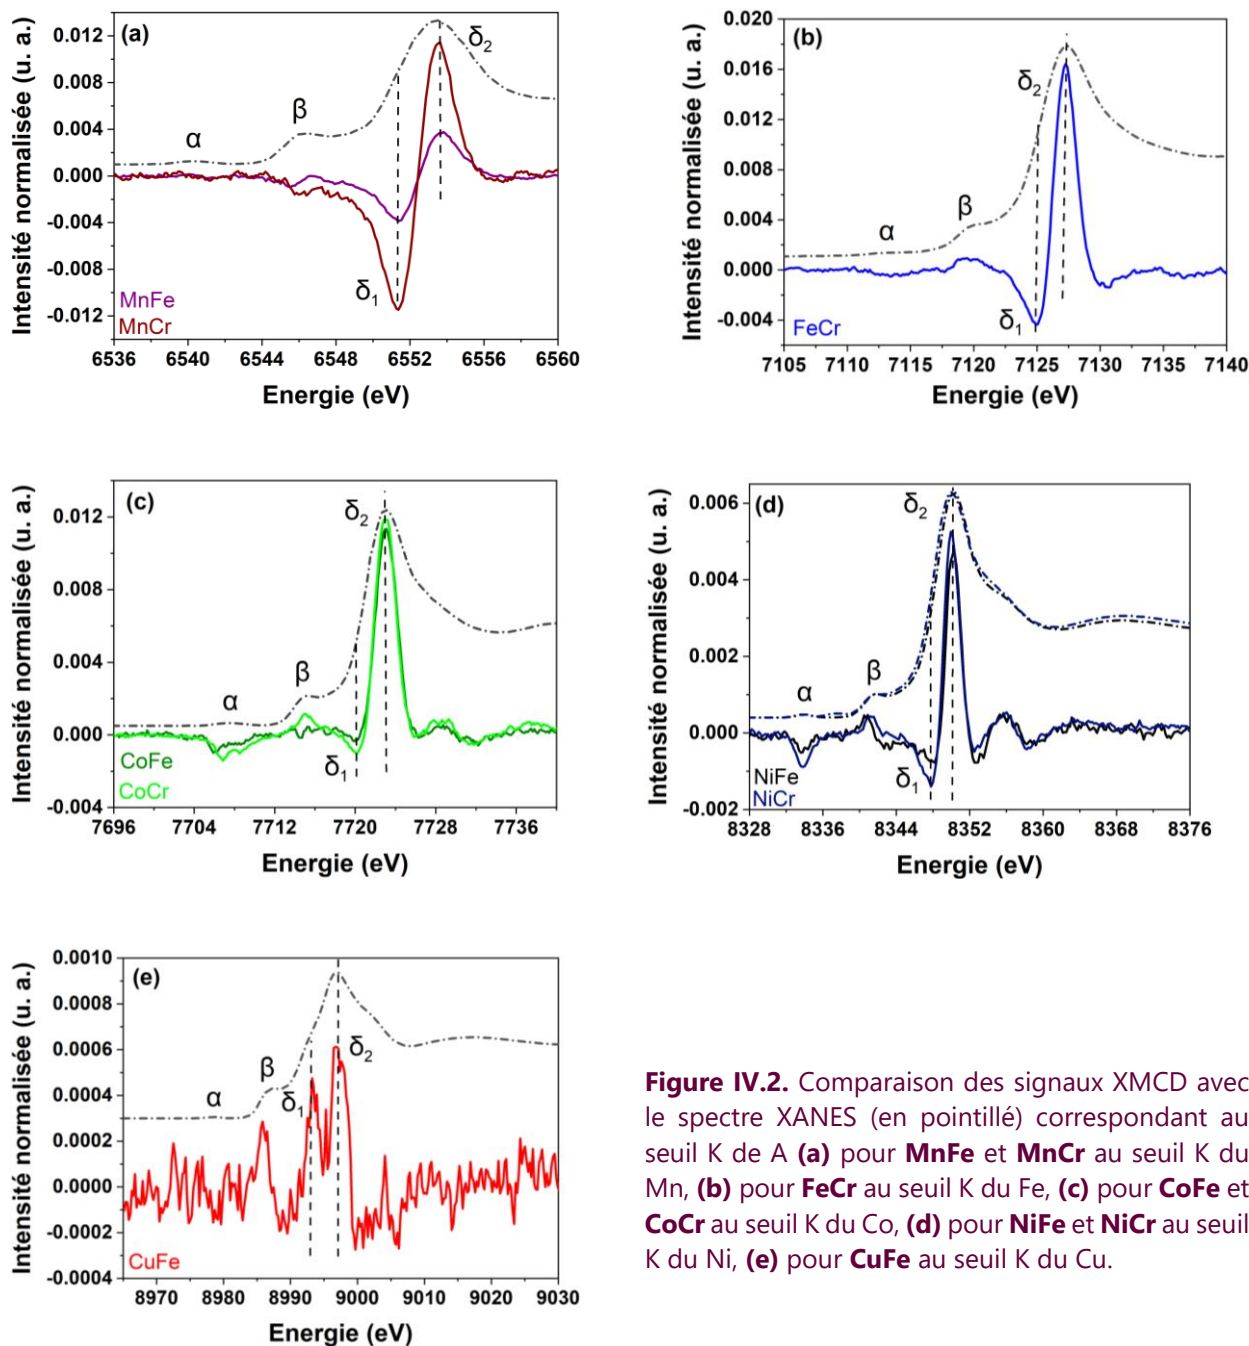 (a)
Intensité normalisée (u. a.)
0.012
0.008
0.004
0.000
-0.004
-0.008
-0.012
α
β
δ1
δ2
MnFe
MnCr
6536 6540 6544 6548 6552 6556 6560
Energie (eV)
(b)
Intensité normalisée (u. a.)
0.020
0.016
0.012
0.008
0.004
0.000
-0.004
α
β
δ2
δ1
FeCr
7105 7110 7115 7120 7125 7130 7135 7140
Energie (eV)
(c)
Intensité normalisée (u. a.)
0.012
0.008
0.004
0.000
-0.004
α
β
δ2
δ1
CoFe
CoCr
7696 7704 7712 7720 7728 7736
Energie (eV)
(d)
Intensité normalisée (u. a.)
0.006
0.004
0.002
0.000
-0.002
α
β
δ2
δ1
NiFe
NiCr
8328 8336 8344 8352 8360 8368 8376
Energie (eV)
(e)
Intensité normalisée (u. a.)
0.0010
0.0008
0.0006
0.0004
0.0002
0.0000
-0.0002
-0.0004
α
β
δ1
δ2
CuFe
8970 8980 8990 9000 9010 9020 9030
Energie (eV)
Figure IV.2. Comparaison des signaux XMCD avec
le spectre XANES (en pointillé) correspondant au
seuil K de A (a) pour MnFe et MnCr au seuil K du
Mn, (b) pour FeCr au seuil K du Fe, (c) pour CoFe et
CoCr au seuil K du Co, (d) pour NiFe et NiCr au seuil
K du Ni, (e) pour CuFe au seuil K du Cu.